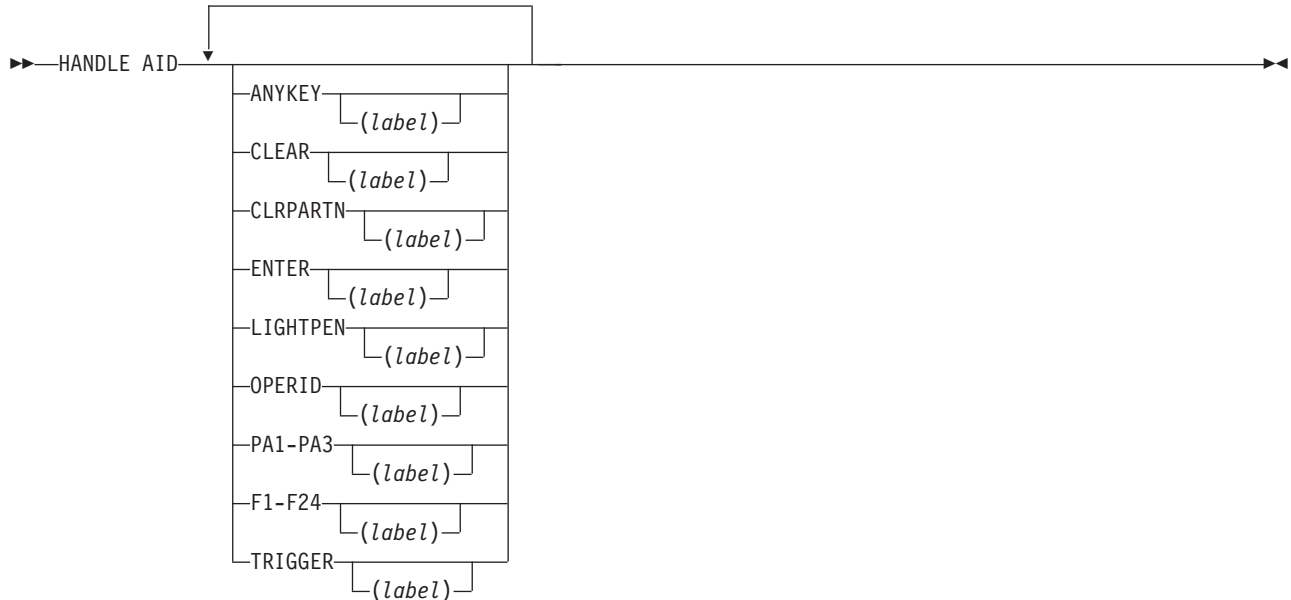 HANDLE AID
ANYKEY
(label)
CLEAR
(label)
CLRPARTN
(label)
ENTER
(label)
LIGHTPEN
(label)
OPERID
(label)
PA1-PA3
(label)
F1-F24
(label)
TRIGGER
(label)